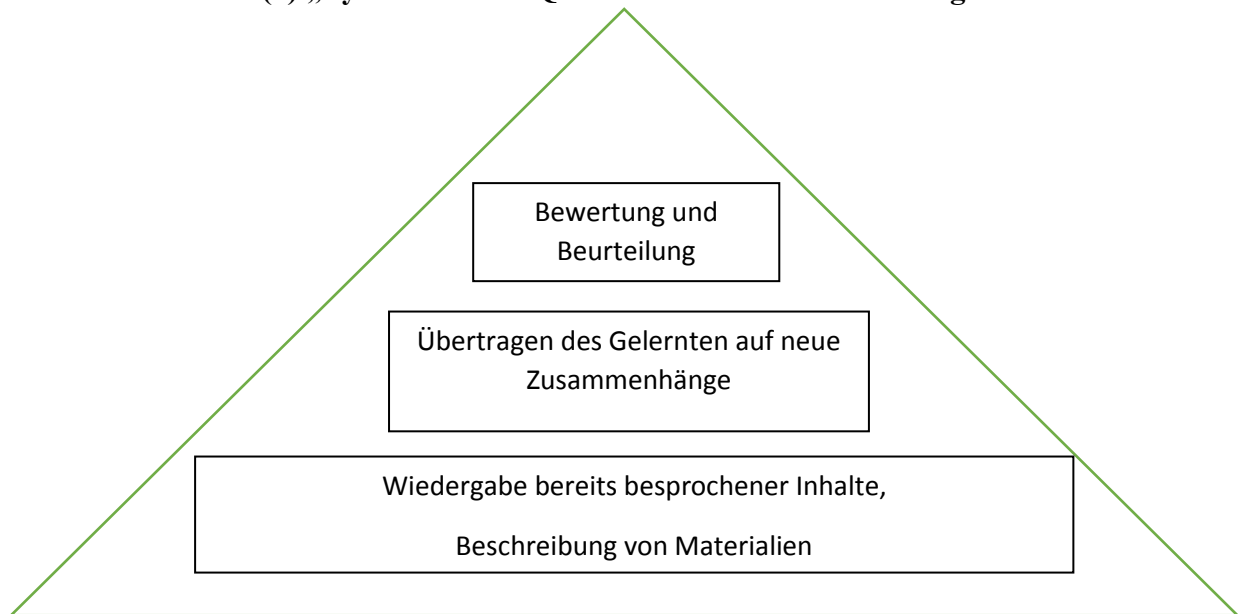 Bewertung und
Beurteilung
Übertragen des Gelernten auf neue
Zusammenhänge
Wiedergabe bereits besprochener Inhalte,
Beschreibung von Materialien